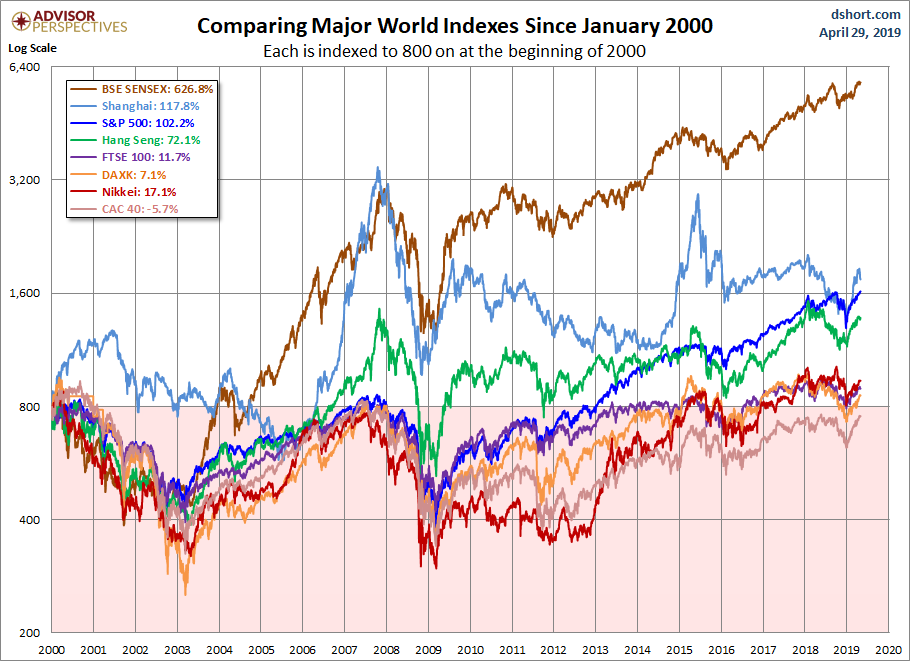 ADVISOR
PERSPECTIVES
Comparing Major World Indexes Since January 2000
Each is indexed to 800 on at the beginning of 2000
dshort.com
April 29, 2019
Log Scale
6,400
3,200
1,600
800
400
200
BSE SENSEX: 626.8%
Shanghai: 117.8%
S&P 500: 102.2%
Hang Seng: 72.1%
FTSE 100: 11.7%
DAXK: 7.1%
Nikkei: 17.1%
CAC 40: -5.7%
2000 2001 2002 2003 2004 2005 2006 2007 2008 2009 2010 2011 2012 2013 2014 2015 2016 2017 2018 2019 2020